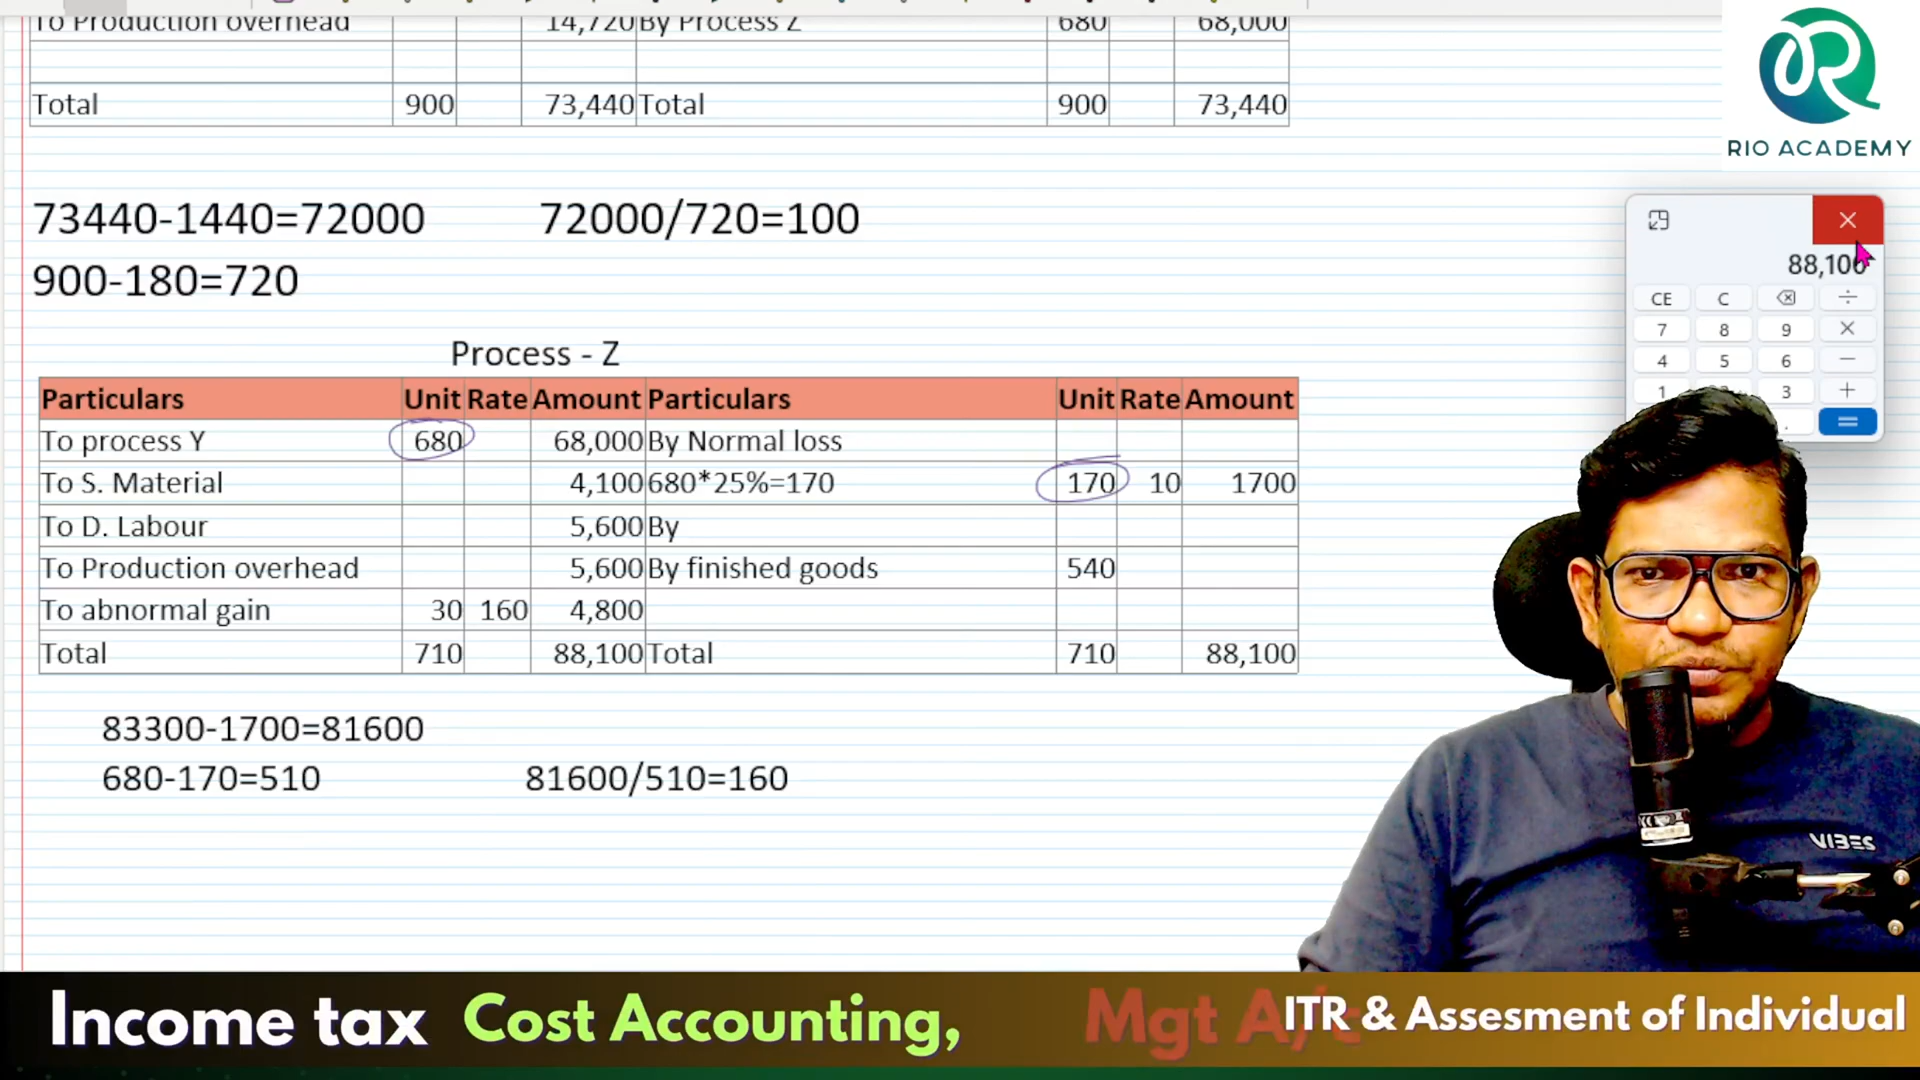 To Production overhead 14,720 By Process Z 680 68,000
Total 900 73,440 Total 900 73,440
RIO ACADEMY
73440-1440=72000 72000/720=100
900-180=720
88,100
CE C ⌫ ÷
7 8 9 ×
4 5 6 −
1 3 +
. =
Process - Z
Particulars Unit Rate Amount Particulars Unit Rate Amount
To process Y 680 68,000 By Normal loss
To S. Material 4,100 680*25%=170 170 10 1700
To D. Labour 5,600 By
To Production overhead 5,600 By finished goods 540
To abnormal gain 30 160 4,800
Total 710 88,100 Total 710 88,100
83300-1700=81600
680-170=510 81600/510=160
VIBES
Income tax Cost Accounting, Mgt A/c ITR & Assesment of Individual